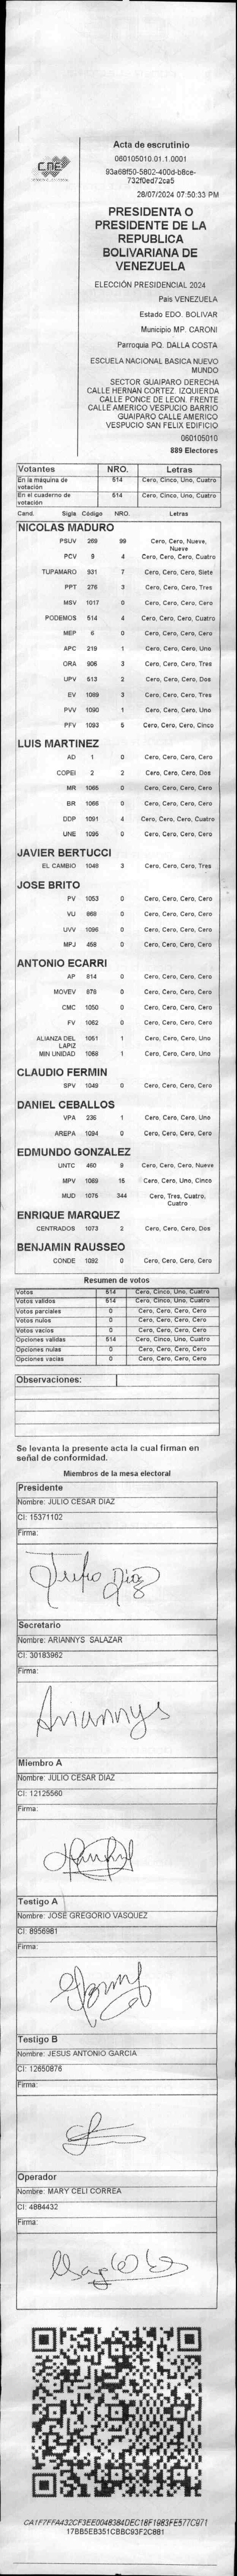 CNE
Acta de escrutinio
060105010.01.1.0001
93a68f50-5802-400d-b8ce-
732f0ed72ca5
28/07/2024 07:50:33 PM
PRESIDENTA O
PRESIDENTE DE LA
REPUBLICA
BOLIVARIANA DE
VENEZUELA
ELECCIÓN PRESIDENCIAL 2024
Pais VENEZUELA
Estado EDO. BOLIVAR
Municipio MP. CARONI
Parroquia PQ. DALLA COSTA
ESCUELA NACIONAL BASICA NUEVO
MUNDO
SECTOR GUAIPARO DERECHA
CALLE HERNAN CORTEZ. IZQUIERDA
CALLE PONCE DE LEON. FRENTE
CALLE AMERICO VESPUCIO BARRIO
GUAIPARO CALLE AMERICO
VESPUCIO SAN FELIX EDIFICIO
060105010
889 Electores
Votantes NRO. Letras
En la máquina de votación 514 Cero, Cinco, Uno, Cuatro
En el cuaderno de votación 514 Cero, Cinco, Uno, Cuatro
Cand. Sigla Código NRO. Letras
NICOLAS MADURO
PSUV 268 99 Cero, Cero, Nueve, Nueve
PCV 9 4 Cero, Cero, Cero, Cuatro
TUPAMARO 931 7 Cero, Cero, Cero, Siete
PPT 276 3 Cero, Cero, Cero, Tres
MSV 1017 0 Cero, Cero, Cero, Cero
PODEMOS 514 4 Cero, Cero, Cero, Cuatro
MEP 6 0 Cero, Cero, Cero, Cero
APC 219 1 Cero, Cero, Cero, Uno
ORA 906 3 Cero, Cero, Cero, Tres
UPV 513 2 Cero, Cero, Cero, Dos
EV 1089 3 Cero, Cero, Cero, Tres
PVV 1090 1 Cero, Cero, Cero, Uno
PFV 1093 5 Cero, Cero, Cero, Cinco
LUIS MARTINEZ
AD 1 0 Cero, Cero, Cero, Cero
COPEI 2 2 Cero, Cero, Cero, Dos
MR 1065 0 Cero, Cero, Cero, Cero
BR 1066 0 Cero, Cero, Cero, Cero
DDP 1091 4 Cero, Cero, Cero, Cuatro
UNE 1095 0 Cero, Cero, Cero, Cero
JAVIER BERTUCCI
EL CAMBIO 1048 3 Cero, Cero, Cero, Tres
JOSE BRITO
PV 1053 0 Cero, Cero, Cero, Cero
VU 868 0 Cero, Cero, Cero, Cero
UVV 1096 0 Cero, Cero, Cero, Cero
MPJ 458 0 Cero, Cero, Cero, Cero
ANTONIO ECARRI
AP 814 0 Cero, Cero, Cero, Cero
MOVEV 878 0 Cero, Cero, Cero, Cero
CMC 1050 0 Cero, Cero, Cero, Cero
FV 1062 0 Cero, Cero, Cero, Cero
ALIANZA DEL LAPIZ 1051 1 Cero, Cero, Cero, Uno
MIN UNIDAD 1068 1 Cero, Cero, Cero, Uno
CLAUDIO FERMIN
SPV 1049 0 Cero, Cero, Cero, Cero
DANIEL CEBALLOS
VPA 236 1 Cero, Cero, Cero, Uno
AREPA 1094 0 Cero, Cero, Cero, Cero
EDMUNDO GONZALEZ
UNTC 460 9 Cero, Cero, Cero, Nueve
MPV 1069 15 Cero, Cero, Uno, Cinco
MUD 1075 344 Cero, Tres, Cuatro, Cuatro
ENRIQUE MARQUEZ
CENTRADOS 1073 2 Cero, Cero, Cero, Dos
BENJAMIN RAUSSEO
CONDE 1092 0 Cero, Cero, Cero, Cero
Resumen de votos
Votos 514 Cero, Cinco, Uno, Cuatro
Votos validos 514 Cero, Cinco, Uno, Cuatro
Votos parciales 0 Cero, Cero, Cero, Cero
Votos nulos 0 Cero, Cero, Cero, Cero
Votos vacios 0 Cero, Cero, Cero, Cero
Opciones validas 514 Cero, Cinco, Uno, Cuatro
Opciones nulas 0 Cero, Cero, Cero, Cero
Opciones vacias 0 Cero, Cero, Cero, Cero
Observaciones:
Se levanta la presente acta la cual firman en
señal de conformidad.
Miembros de la mesa electoral
Presidente
Nombre: JULIO CESAR DIAZ
CI: 15371102
Firma:
Julio Diaz
Secretario
Nombre: ARIANNYS SALAZAR
CI: 30183962
Firma:
Ariannys
Miembro A
Nombre: JULIO CESAR DIAZ
CI: 12125560
Firma:
Testigo A
Nombre: JOSE GREGORIO VASQUEZ
CI: 8956981
Firma:
Testigo B
Nombre: JESUS ANTONIO GARCIA
CI: 12650876
Firma:
Operador
Nombre: MARY CELI CORREA
CI: 4884432
Firma:
CA1F7FFA432CF3EE0048384DEC18F1983FE577C971
17BB5EB351CBBC93F2C8B1